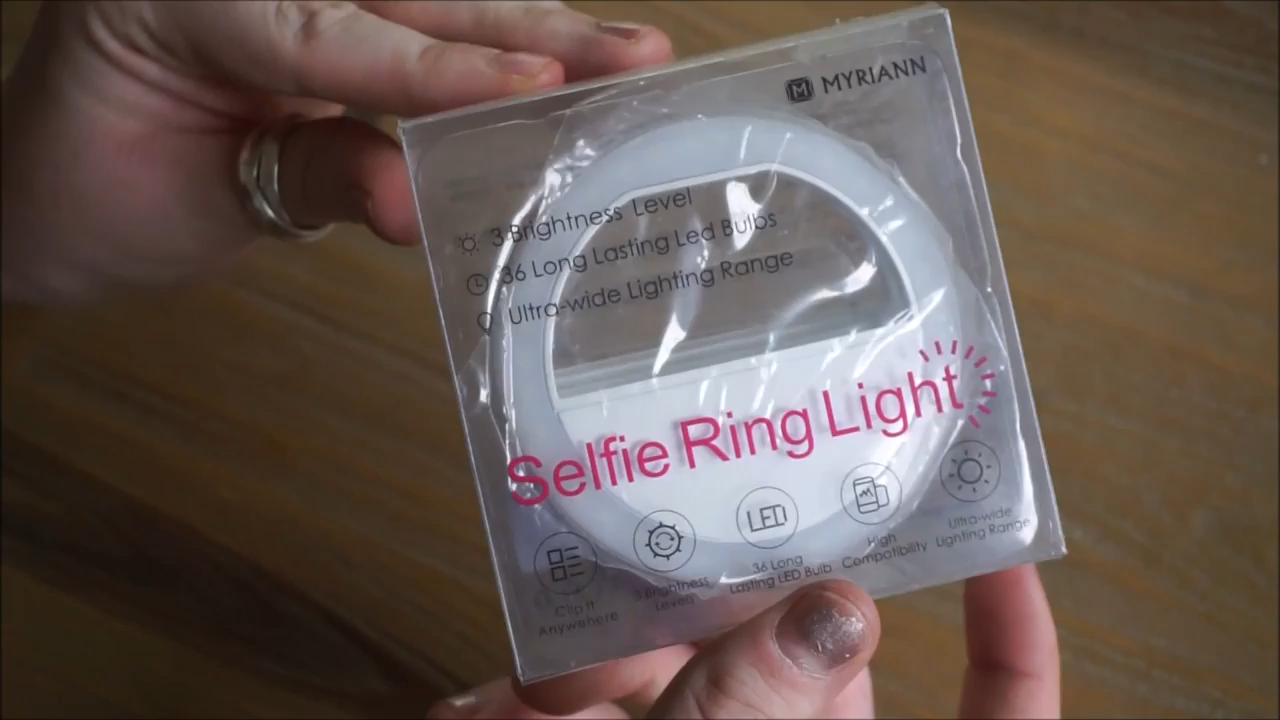 MYRIANN
3 Brightness Level
36 Long Lasting Led Bulbs
Ultra-wide Lighting Range
Selfie Ring Light
Clip It
Anywehere
3 Brightness
Levels
LED
36 Long
Lasting LED Bulb
High
Compatibility
Ultra-wide
Lighting Range